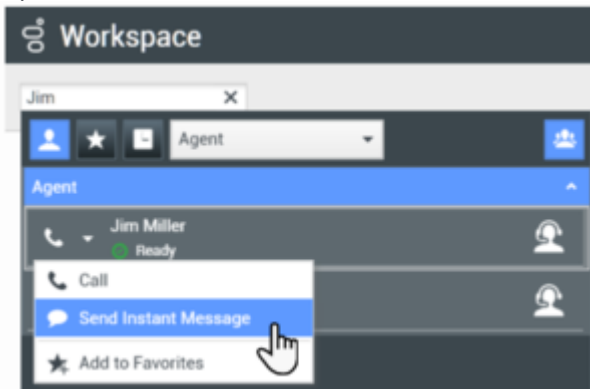 Workspace
Jim
Agent
Agent
Jim Miller
Ready
Call
Send Instant Message
Add to Favorites